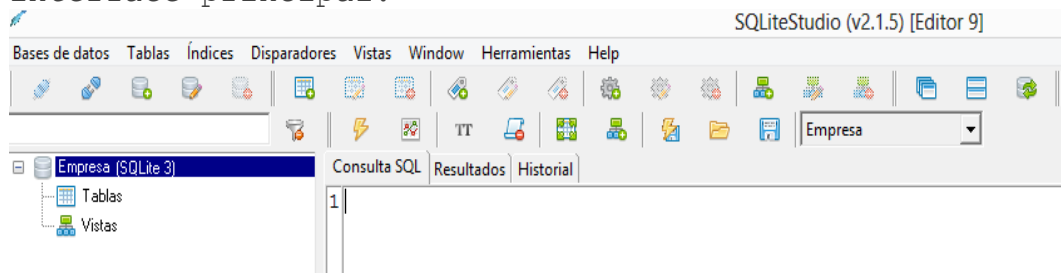 SQLiteStudio (v2.1.5) [Editor 9]
Bases de datos Tablas Índices Disparadores Vistas Window Herramientas Help
TT Empresa
Empresa (SQLite 3)
Tablas
Vistas
Consulta SQL Resultados Historial
1